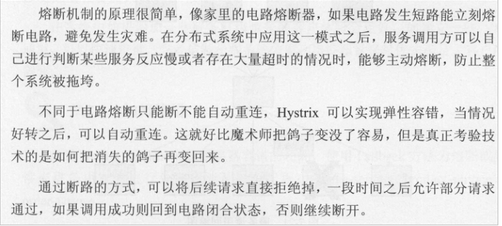 熔断机制的原理很简单，像家里的电路熔断器，如果电路发生短路能立刻熔
断电路，避免发生灾难。在分布式系统中应用这一模式之后，服务调用方可以自
己进行判断某些服务反应慢或者存在大量超时的情况时，能够主动熔断，防止整
个系统被拖垮。
不同于电路熔断只能断不能自动重连，Hystrix 可以实现弹性容错，当情况
好转之后，可以自动重连。这就好比魔术师把鸽子变没了容易，但是真正考验技
术的是如何把消失的鸽子再变回来。
通过断路的方式，可以将后续请求直接拒绝掉，一段时间之后允许部分请求
通过，如果调用成功则回到电路闭合状态，否则继续断开。